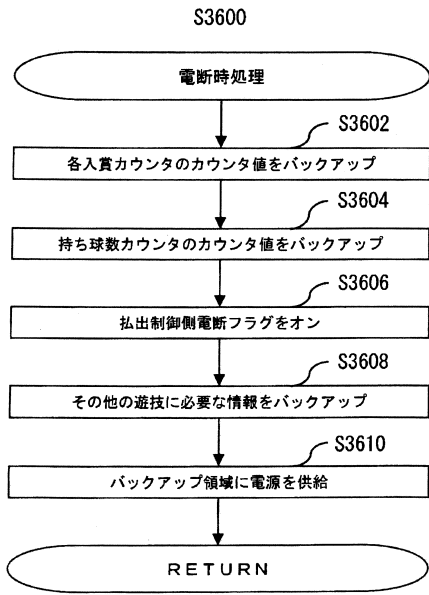 S3600
電断時処理
S3602
各入賞カウンタのカウンタ値をバックアップ
S3604
持ち球数カウンタのカウンタ値をバックアップ
S3606
払出制御側電断フラグをオン
S3608
その他の遊技に必要な情報をバックアップ
S3610
バックアップ領域に電源を供給
RETURN